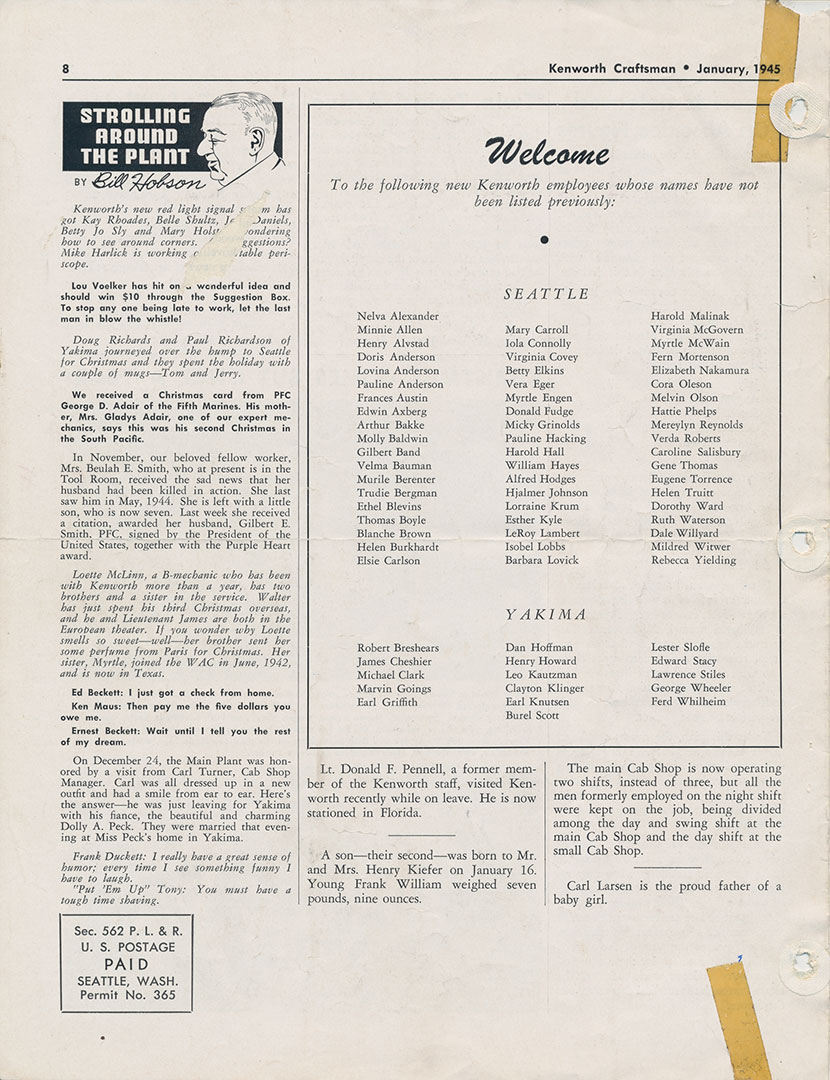 8
Kenworth Craftsman • January, 1945
STROLLING
AROUND
THE PLANT
BY Bill Hobson
Kenworth's new red light signal s m has
got Kay Rhoades, Belle Shultz, Daniels,
Betty Jo Sly and Mary ondering
how to see around corners. ggestions?
Mike Harlick is working table peri-
scope.
Lou Voelker has hit on a wonderful idea and
should win $10 through the Suggestion Box.
To stop any one being late to work, let the last
man in blow the whistle!
Doug Richards and Paul Richardson of
Yakima journeyed over the hump to Seattle
for Christmas and they spent the holiday with
a couple of mugs—Tom and Jerry.
We received a Christmas card from PFC
George D. Adair of the Fifth Marines. His moth-
er, Mrs. Gladys Adair, one of our expert me-
chanics, says this was his second Christmas in
the South Pacific.
In November, our beloved fellow worker,
Mrs. Beulah E. Smith, who at present is in the
Tool Room, received the sad news that her
husband had been killed in action. She last
saw him in May, 1944. She is left with a little
son, who is now seven. Last week she received
a citation, awarded her husband, Gilbert E.
Smith, PFC, signed by the President of the
United States, together with the Purple Heart
award.
Loette McLinn, a B-mechanic who has been
with Kenworth more than a year, has two
brothers and a sister in the service. Walter
has just spent his third Christmas overseas,
and he and Lieutenant James are both in the
European theater. If you wonder why Loette
smells so sweet—well—her brother sent her
some perfume from Paris for Christmas. Her
sister, Myrtle, joined the WAC in June, 1942,
and is now in Texas.
Ed Beckett: I just got a check from home.
Ken Maus: Then pay me the five dollars you
owe me.
Ernest Beckett: Wait until I tell you the rest
of my dream.
On December 24, the Main Plant was hon-
ored by a visit from Carl Turner, Cab Shop
Manager. Carl was all dressed up in a new
outfit and had a smile from ear to ear. Here's
the answer—he was just leaving for Yakima
with his fiance, the beautiful and charming
Dolly A. Peck. They were married that even-
ing at Miss Peck's home in Yakima.
Frank Duckett: I really have a great sense of
humor; every time I see something funny I
have to laugh.
"Put 'Em Up" Tony: You must have a
tough time shaving.
Sec. 562 P. L. & R.
U. S. POSTAGE
PAID
SEATTLE, WASH.
Permit No. 365
Welcome
To the following new Kenworth employees whose names have not
been listed previously:
•
SEATTLE
Nelva Alexander
Minnie Allen
Henry Alvstad
Doris Anderson
Lovina Anderson
Pauline Anderson
Frances Austin
Edwin Axberg
Arthur Bakke
Molly Baldwin
Gilbert Band
Velma Bauman
Murile Berenter
Trudie Bergman
Ethel Blevins
Thomas Boyle
Blanche Brown
Helen Burkhardt
Elsie Carlson
Mary Carroll
Iola Connolly
Virginia Covey
Betty Elkins
Vera Eger
Myrtle Engen
Donald Fudge
Micky Grinolds
Pauline Hacking
Harold Hall
William Hayes
Alfred Hodges
Hjalmer Johnson
Lorraine Krum
Esther Kyle
LeRoy Lambert
Isobel Lobbs
Barbara Lovick
Harold Malinak
Virginia McGovern
Myrtle McWain
Fern Mortenson
Elizabeth Nakamura
Cora Oleson
Melvin Olson
Hattie Phelps
Mereylyn Reynolds
Verda Roberts
Caroline Salisbury
Gene Thomas
Eugene Torrence
Helen Truitt
Dorothy Ward
Ruth Waterson
Dale Willyard
Mildred Witwer
Rebecca Yielding
YAKIMA
Robert Breshears
James Cheshier
Michael Clark
Marvin Goings
Earl Griffith
Dan Hoffman
Henry Howard
Leo Kautzman
Clayton Klinger
Earl Knutsen
Burel Scott
Lester Slofle
Edward Stacy
Lawrence Stiles
George Wheeler
Ferd Whilheim
Lt. Donald F. Pennell, a former mem-
ber of the Kenworth staff, visited Ken-
worth recently while on leave. He is now
stationed in Florida.
A son—their second—was born to Mr.
and Mrs. Henry Kiefer on January 16.
Young Frank William weighed seven
pounds, nine ounces.
The main Cab Shop is now operating
two shifts, instead of three, but all the
men formerly employed on the night shift
were kept on the job, being divided
among the day and swing shift at the
main Cab Shop and the day shift at the
small Cab Shop.
Carl Larsen is the proud father of a
baby girl.